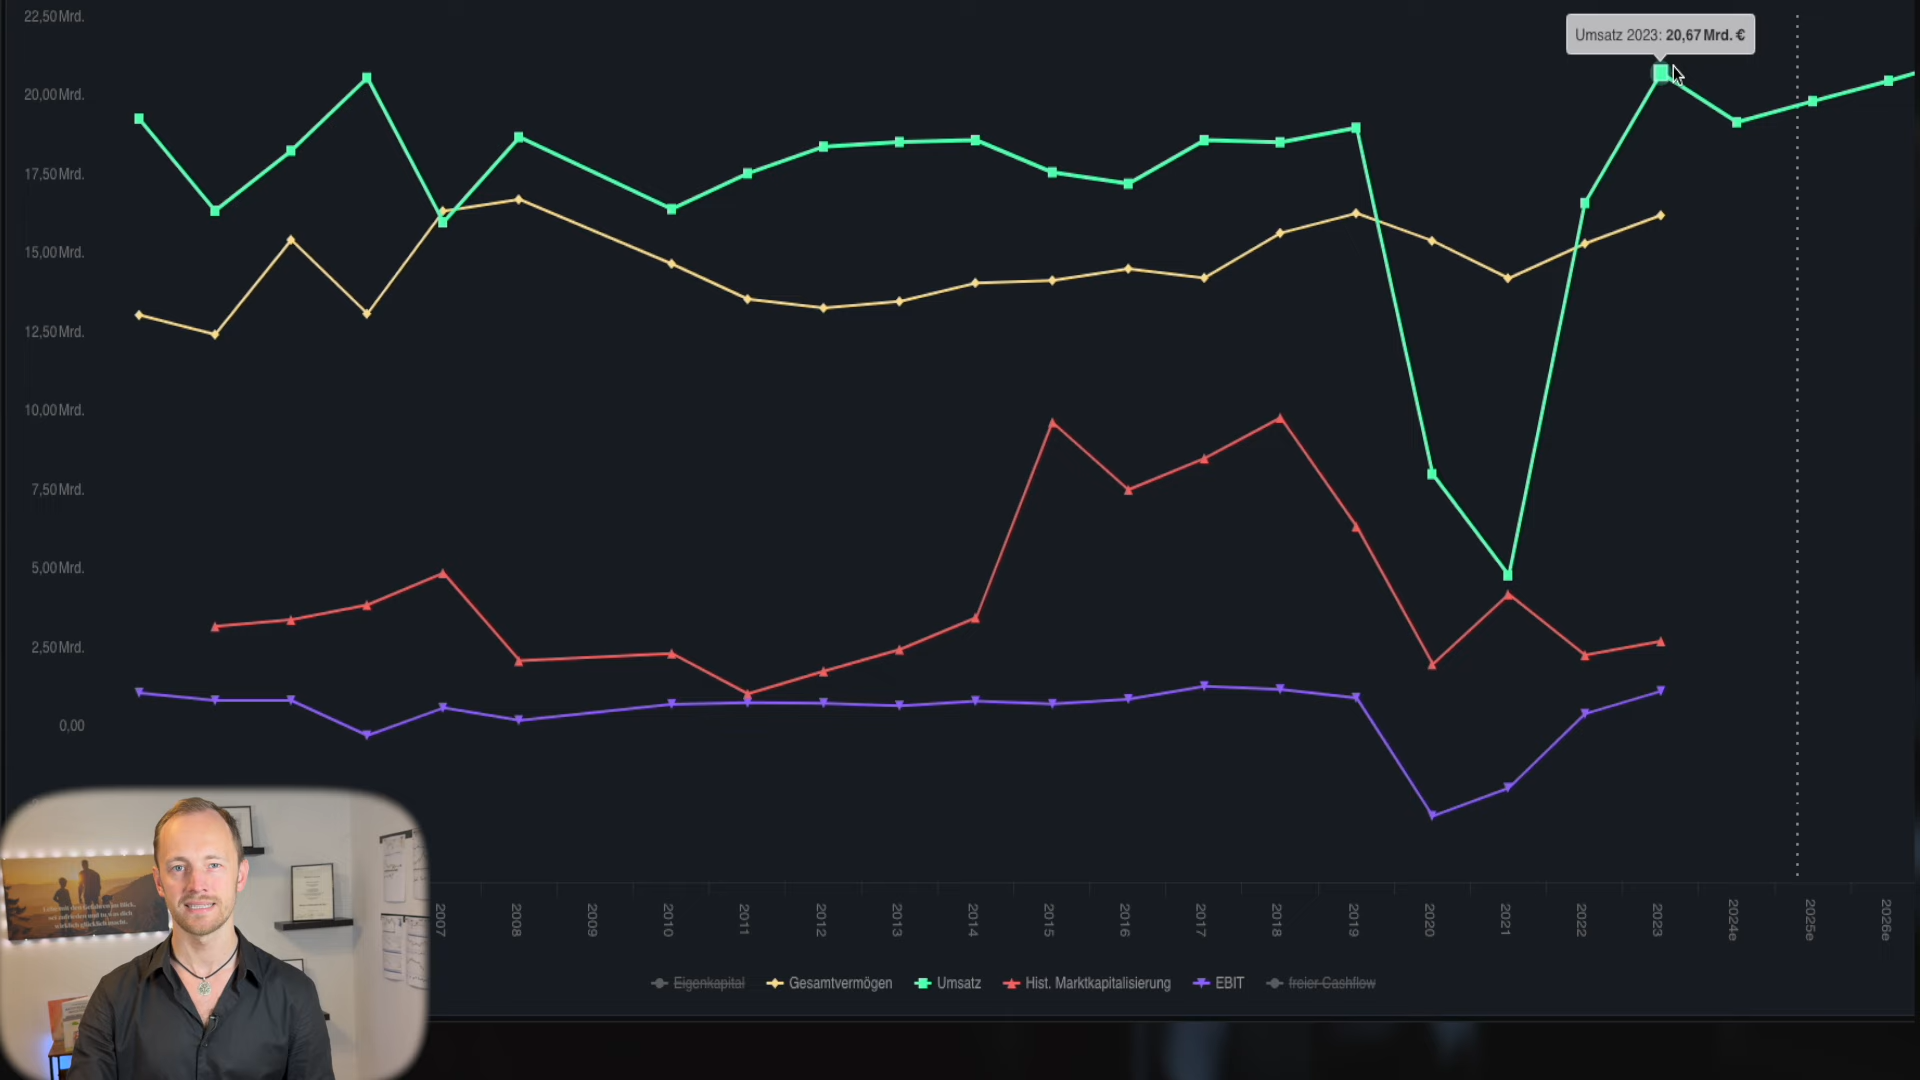 22,50 Mrd.
Umsatz 2023: 20,67 Mrd. €
20,00 Mrd.
17,50 Mrd.
15,00 Mrd.
12,50 Mrd.
10,00 Mrd.
7,50 Mrd.
5,00 Mrd.
2,50 Mrd.
0,00
2007
2008
2009
2010
2011
2012
2013
2014
2015
2016
2017
2018
2019
2020
2021
2022
2023
2024e
2025e
2026e
Eigenkapital
Gesamtvermögen
Umsatz
Hist. Marktkapitalisierung
EBIT
freier Cashflow